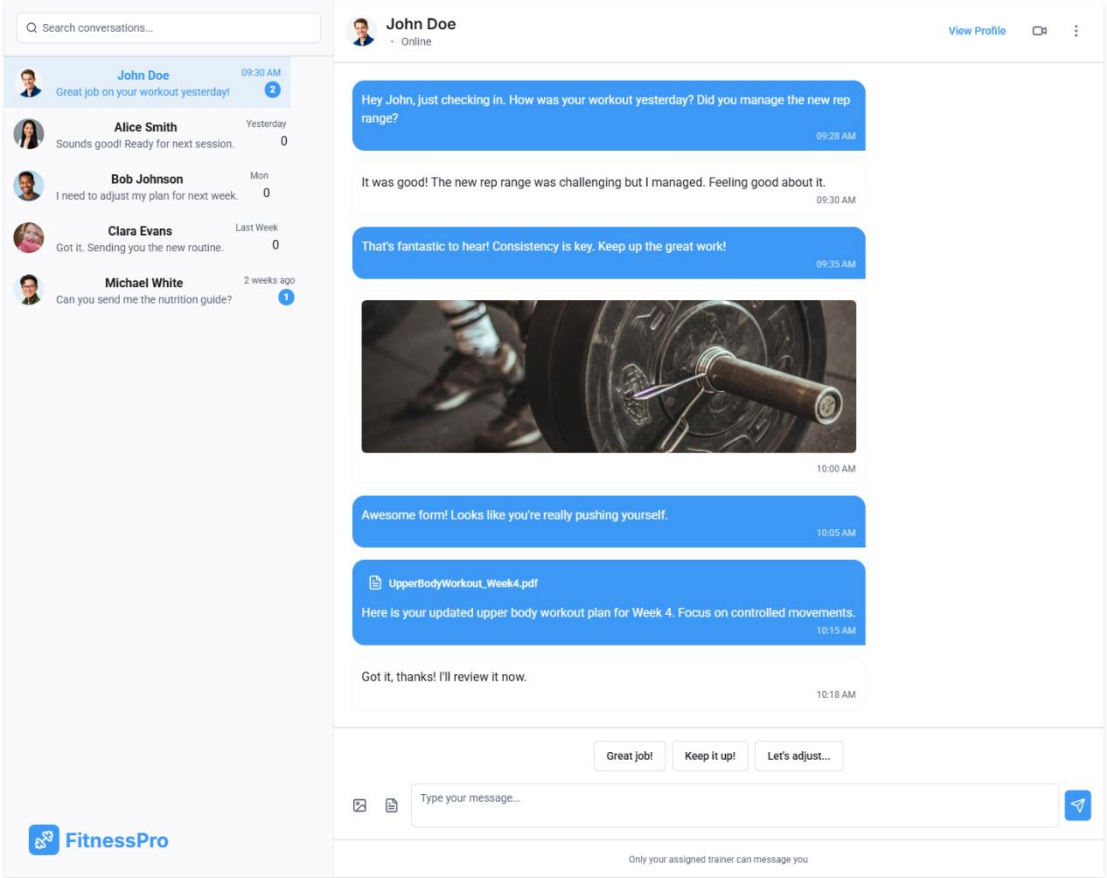 Search conversations...
John Doe
09:30 AM
Great job on your workout yesterday!
2
Alice Smith
Yesterday
Sounds good! Ready for next session.
0
Bob Johnson
Mon
I need to adjust my plan for next week.
0
Clara Evans
Last Week
Got it. Sending you the new routine.
0
Michael White
2 weeks ago
Can you send me the nutrition guide?
1
FitnessPro
John Doe
Online
View Profile
Hey John, just checking in. How was your workout yesterday? Did you manage the new rep
range?
09:28 AM
It was good! The new rep range was challenging but I managed. Feeling good about it.
09:30 AM
That's fantastic to hear! Consistency is key. Keep up the great work!
09:35 AM
10:00 AM
Awesome form! Looks like you're really pushing yourself.
10:05 AM
UpperBodyWorkout_Week4.pdf
Here is your updated upper body workout plan for Week 4. Focus on controlled movements.
10:15 AM
Got it, thanks! I'll review it now.
10:18 AM
Great job!
Keep it up!
Let's adjust...
Type your message...
Only your assigned trainer can message you